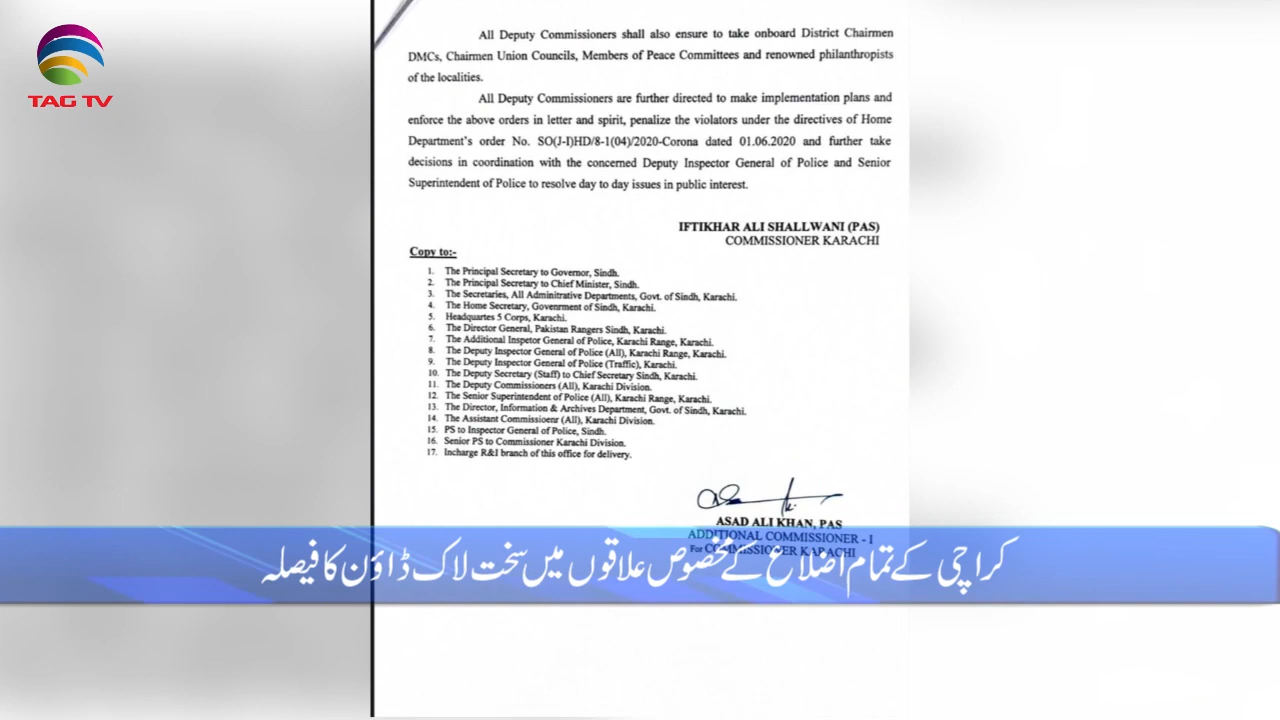 TAG TV
All Deputy Commissioners shall also ensure to take onboard District Chairmen
DMCs, Chairmen Union Councils, Members of Peace Committees and renowned philanthropists
of the localities.
All Deputy Commissioners are further directed to make implementation plans and
enforce the above orders in letter and spirit, penalize the violators under the directives of Home
Department's order No. SO(J-I)HD/8-1(04)/2020-Corona dated 01.06.2020 and further take
decisions in coordination with the concerned Deputy Inspector General of Police and Senior
Superintendent of Police to resolve day to day issues in public interest.
IFTIKHAR ALI SHALLWANI (PAS)
COMMISSIONER KARACHI
Copy to:-
1. The Principal Secretary to Governor, Sindh.
2. The Principal Secretary to Chief Minister, Sindh.
3. The Secretaries, All Adminitrative Departments, Govt. of Sindh, Karachi.
4. The Home Secretary, Govenrment of Sindh, Karachi.
5. Headquartes 5 Corps, Karachi.
6. The Director General, Pakistan Rangers Sindh, Karachi.
7. The Additional Inspetor General of Police, Karachi Range, Karachi.
8. The Deputy Inspector General of Police (All), Karachi Range, Karachi.
9. The Deputy Inspector General of Police (Traffic), Karachi.
10. The Deputy Secretary (Staff) to Chief Secretary Sindh, Karachi.
11. The Deputy Commissioners (All), Karachi Division.
12. The Senior Superintendent of Police (All), Karachi Range, Karachi.
13. The Director, Information & Archives Department, Govt. of Sindh, Karachi.
14. The Assistant Commissioenr (All), Karachi Division.
15. PS to Inspector General of Police, Sindh.
16. Senior PS to Commissioner Karachi Division.
17. Incharge R&I branch of this office for delivery.
ASAD ALI KHAN, PAS
ADDITIONAL COMMISSIONER - I
For COMMISSIONER KARACHI
کراچی کے تمام اضلاع کے مخصوص علاقوں میں سخت لاک ڈاؤن کا فیصلہ